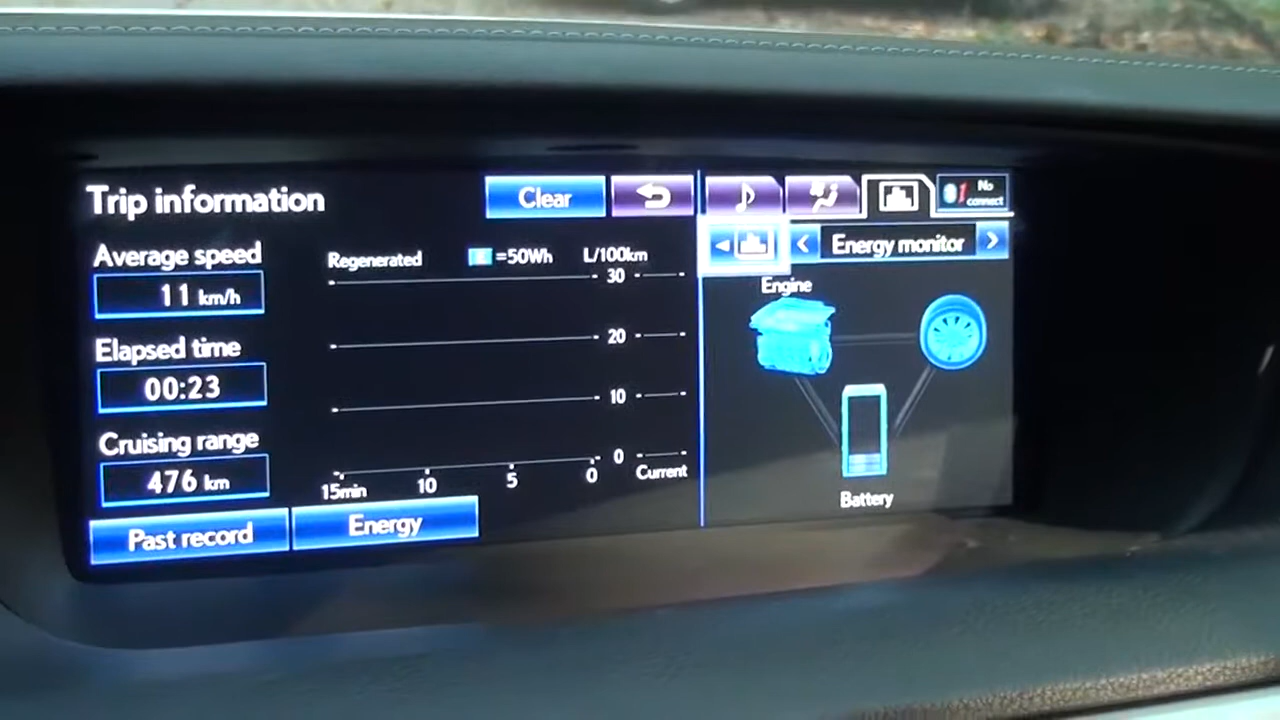 Trip information
Clear
No
connect
Average speed
11 km/h
Regenerated
=50Wh
L/100km
Energy monitor
30
Engine
20
Elapsed time
00:23
10
Cruising range
476 km
0
Current
15min
10
5
0
Battery
Past record
Energy